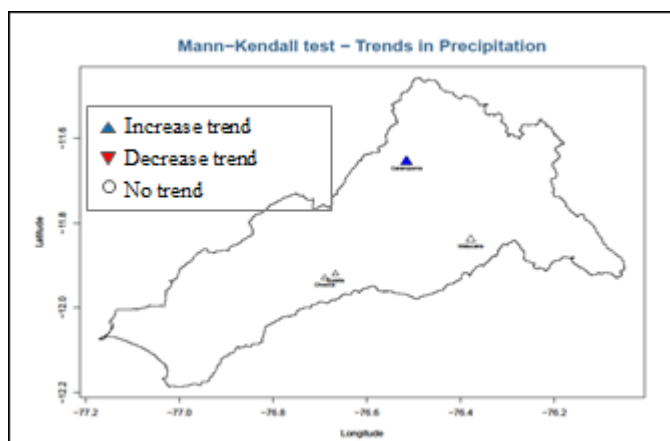 Mann-Kendall test - Trends in Precipitation
Increase trend
Decrease trend
No trend
Latitude
-11.6
-11.8
-12.0
-12.2
-77.2
-77.0
-76.8
-76.6
-76.4
-76.2
Longitude